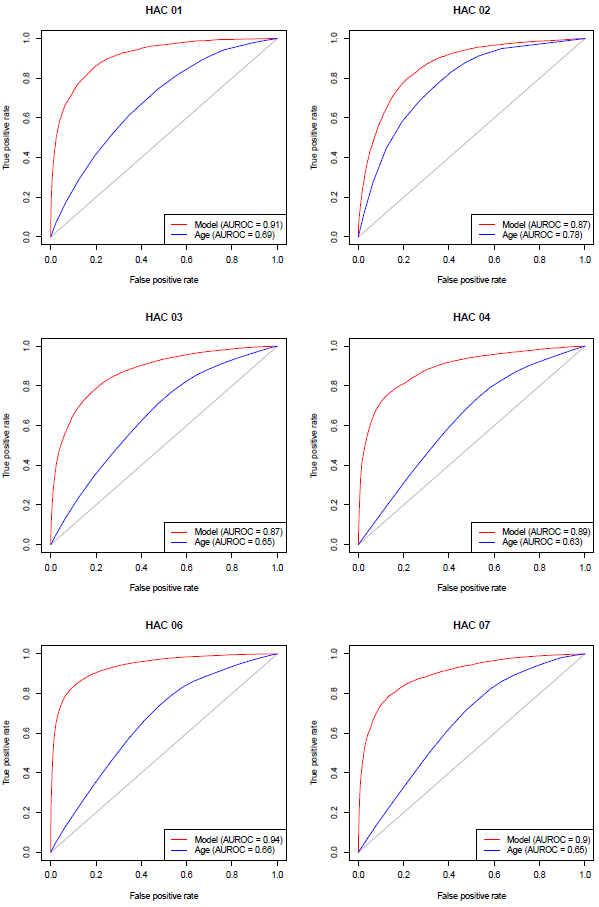 HAC 01
True positive rate
0.0 0.2 0.4 0.6 0.8 1.0
Model (AUROC = 0.91)
Age (AUROC = 0.69)
0.0 0.2 0.4 0.6 0.8 1.0
False positive rate
HAC 02
True positive rate
0.0 0.2 0.4 0.6 0.8 1.0
Model (AUROC = 0.87)
Age (AUROC = 0.78)
0.0 0.2 0.4 0.6 0.8 1.0
False positive rate
HAC 03
True positive rate
0.0 0.2 0.4 0.6 0.8 1.0
Model (AUROC = 0.87)
Age (AUROC = 0.65)
0.0 0.2 0.4 0.6 0.8 1.0
False positive rate
HAC 04
True positive rate
0.0 0.2 0.4 0.6 0.8 1.0
Model (AUROC = 0.89)
Age (AUROC = 0.63)
0.0 0.2 0.4 0.6 0.8 1.0
False positive rate
HAC 06
True positive rate
0.0 0.2 0.4 0.6 0.8 1.0
Model (AUROC = 0.94)
Age (AUROC = 0.66)
0.0 0.2 0.4 0.6 0.8 1.0
False positive rate
HAC 07
True positive rate
0.0 0.2 0.4 0.6 0.8 1.0
Model (AUROC = 0.9)
Age (AUROC = 0.65)
0.0 0.2 0.4 0.6 0.8 1.0
False positive rate